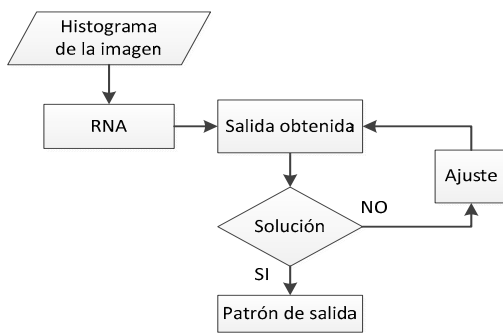 Histograma
de la imagen
RNA
Salida obtenida
Ajuste
Solución
NO
SI
Patrón de salida